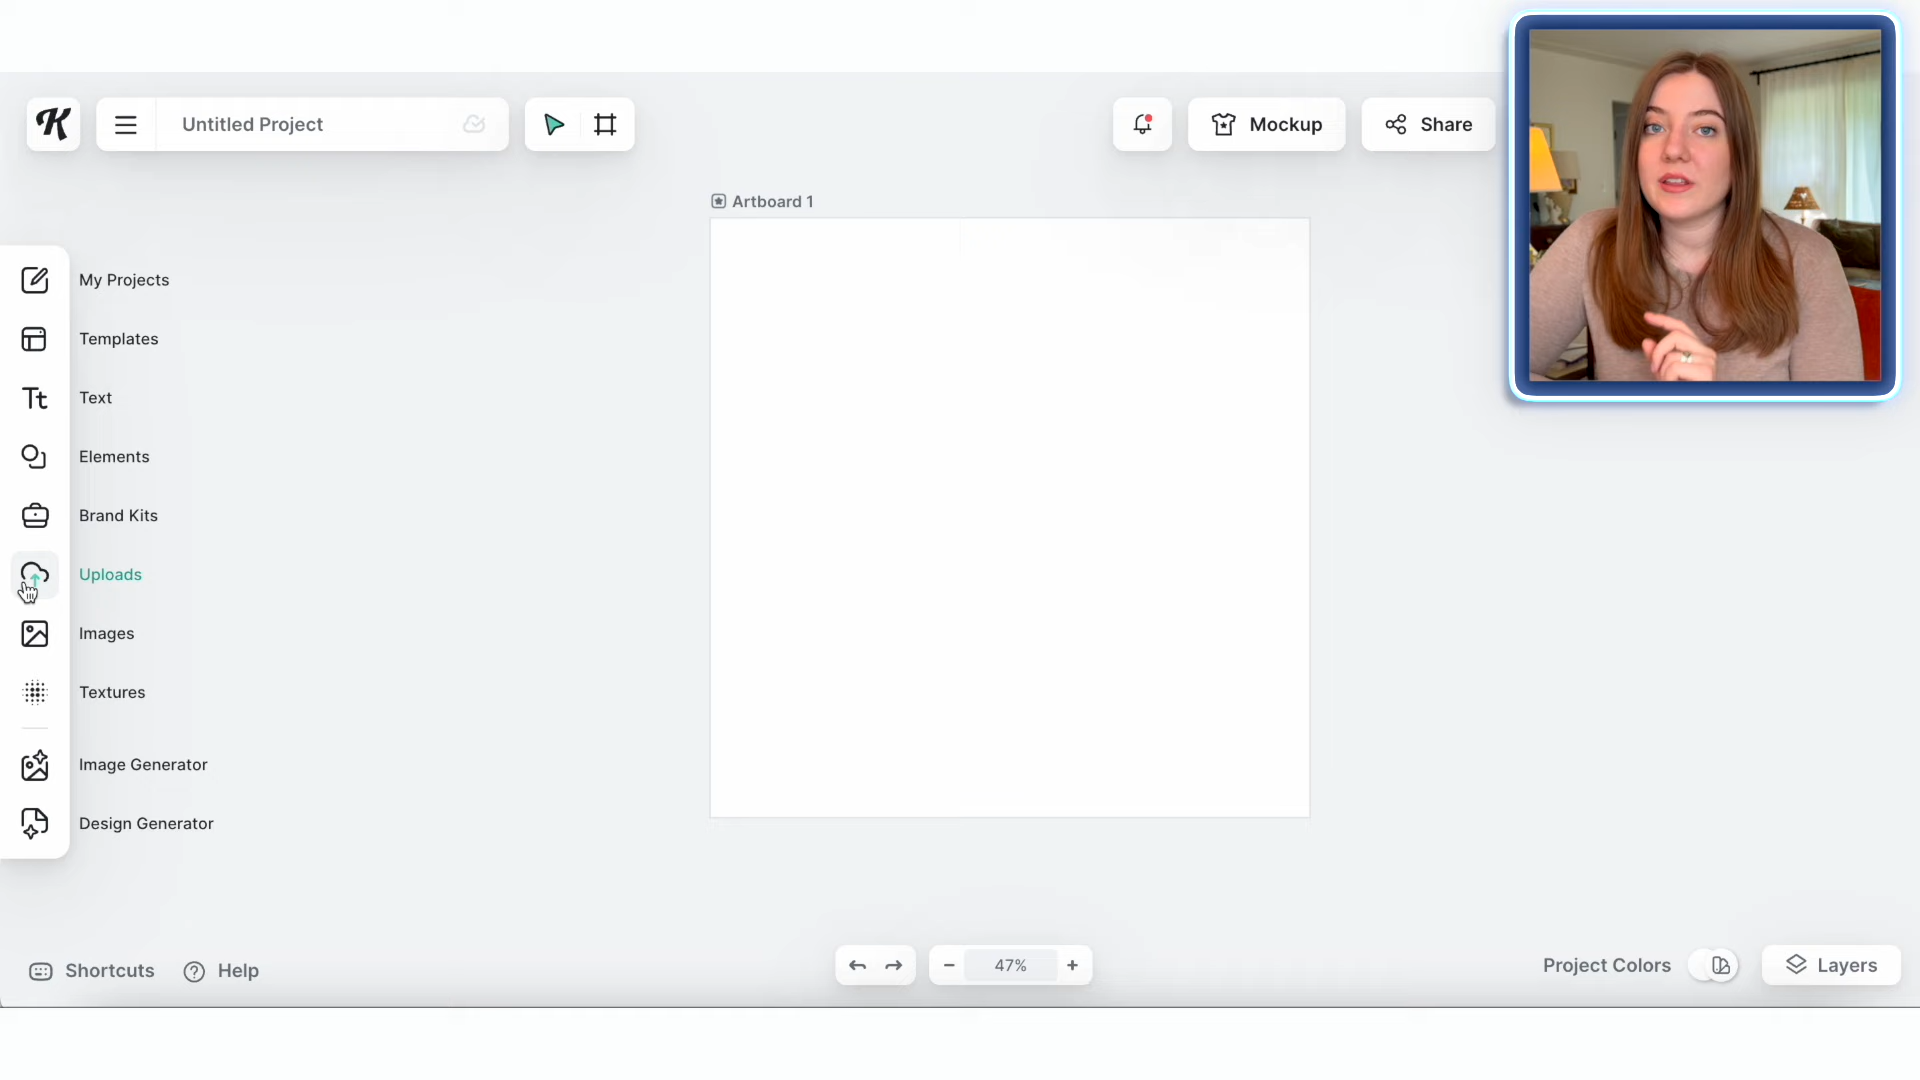 K
Untitled Project
Mockup
Share
Artboard 1
My Projects
Templates
Tt
Text
Elements
Brand Kits
Uploads
Images
Textures
Image Generator
Design Generator
Shortcuts
? Help
47%
Project Colors
Layers